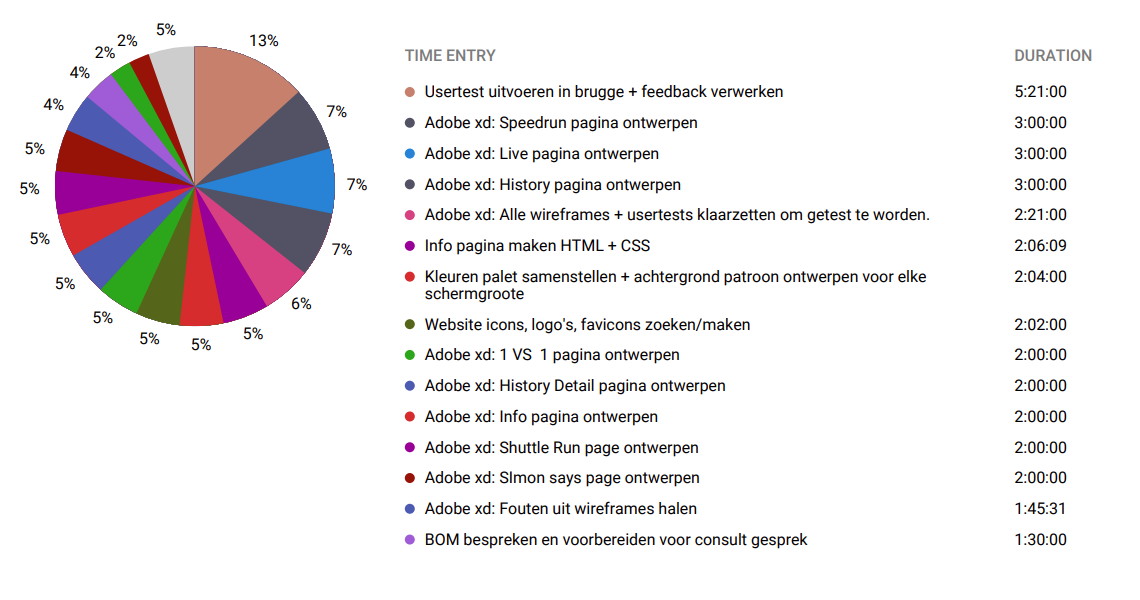 5%
2%
2%
4%
4%
5%
5%
5%
5%
5%
5%
5%
5%
6%
7%
7%
7%
13%
TIME ENTRY DURATION
Usertest uitvoeren in brugge + feedback verwerken 5:21:00
Adobe xd: Speedrun pagina ontwerpen 3:00:00
Adobe xd: Live pagina ontwerpen 3:00:00
Adobe xd: History pagina ontwerpen 3:00:00
Adobe xd: Alle wireframes + usertests klaarzetten om getest te worden. 2:21:00
Info pagina maken HTML + CSS 2:06:09
Kleuren palet samenstellen + achtergrond patroon ontwerpen voor elke 2:04:00
schermgroote
Website icons, logo's, favicons zoeken/maken 2:02:00
Adobe xd: 1 VS  1 pagina ontwerpen 2:00:00
Adobe xd: History Detail pagina ontwerpen 2:00:00
Adobe xd: Info pagina ontwerpen 2:00:00
Adobe xd: Shuttle Run page ontwerpen 2:00:00
Adobe xd: SImon says page ontwerpen 2:00:00
Adobe xd: Fouten uit wireframes halen 1:45:31
BOM bespreken en voorbereiden voor consult gesprek 1:30:00